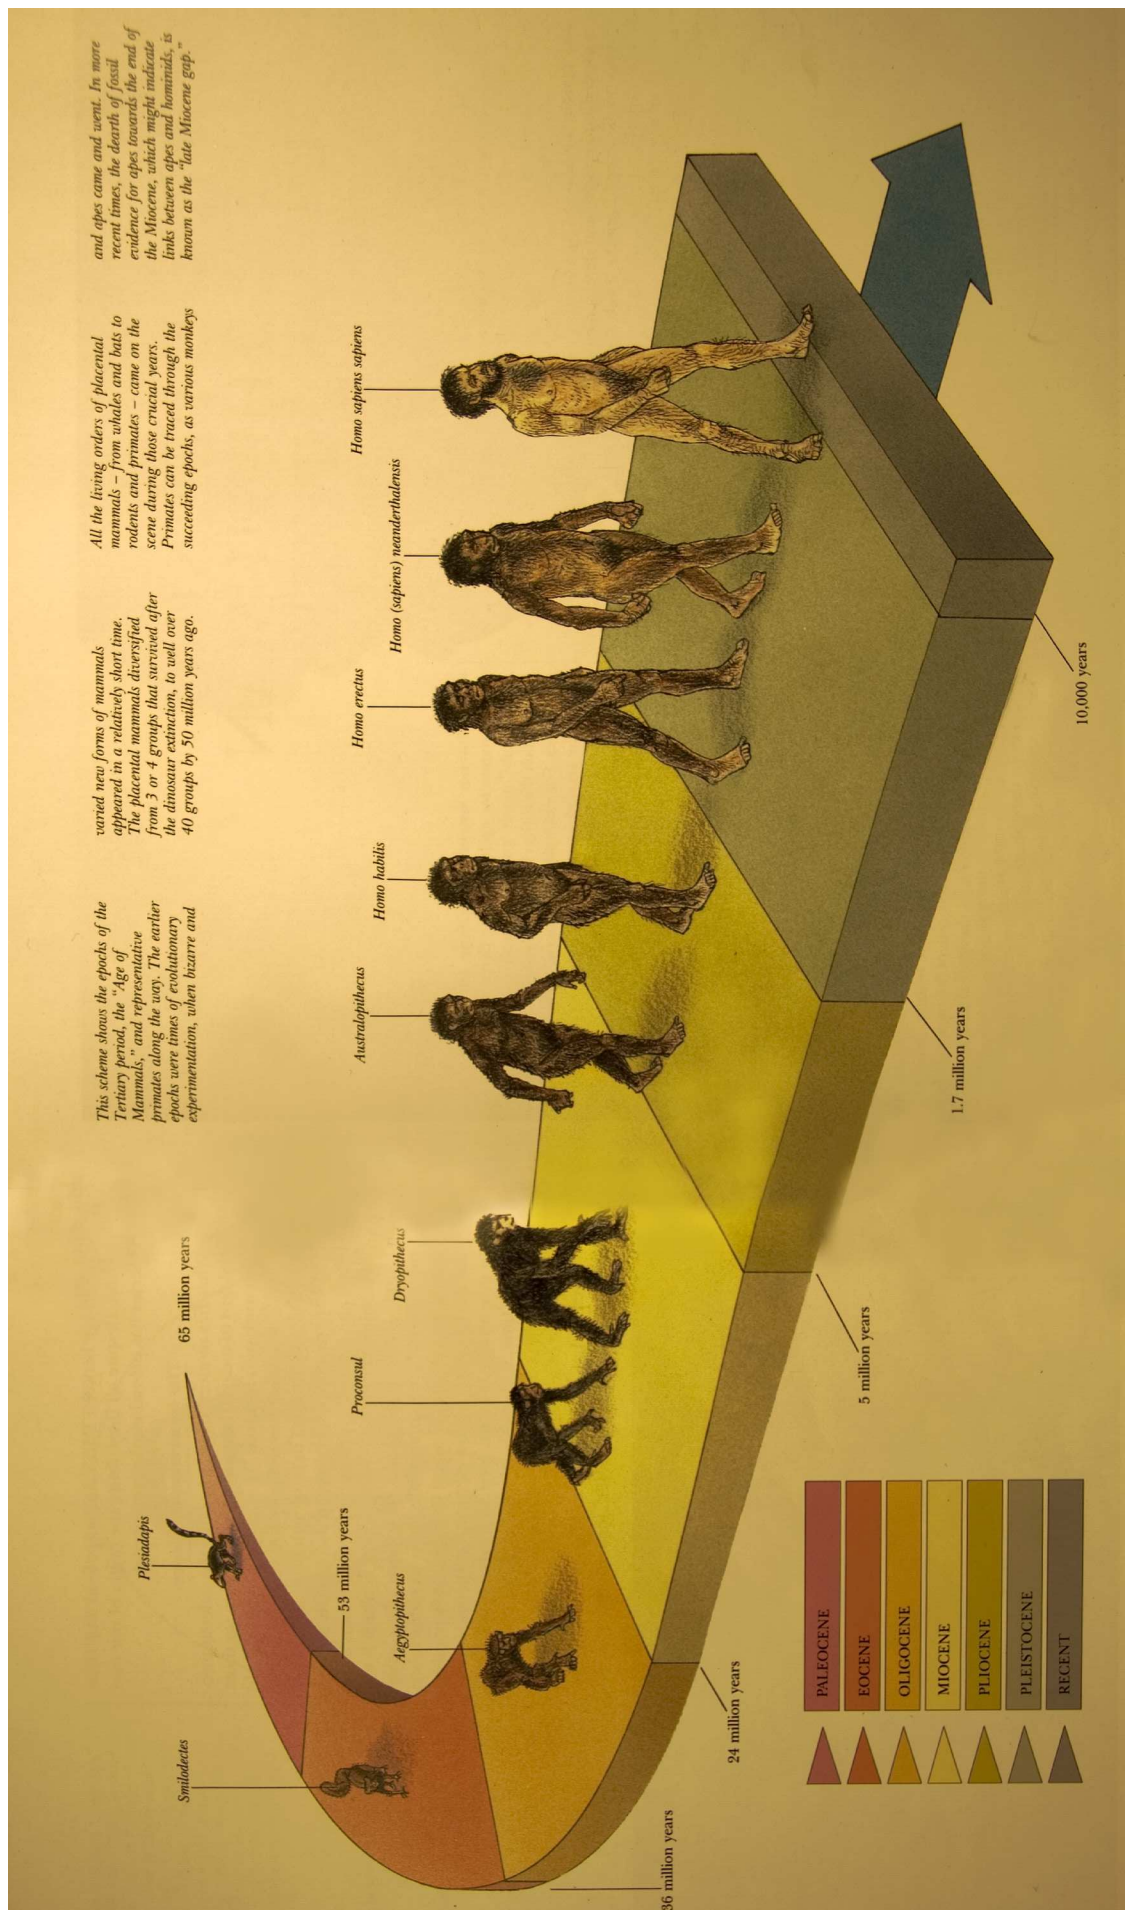 This scheme shows the epochs of the
Tertiary period, the "Age of
Mammals," and representative
primates along the way. The earlier
epochs were times of evolutionary
experimentation, when bizarre and
varied new forms of mammals
appeared in a relatively short time.
The placental mammals diversified
from 3 or 4 groups that survived after
the dinosaur extinction, to well over
40 groups by 50 million years ago.
All the living orders of placental
mammals – from whales and bats to
rodents and primates – came on the
scene during those crucial years.
Primates can be traced through the
succeeding epochs, as various monkeys
and apes came and went. In more
recent times, the dearth of fossil
evidence for apes towards the end of
the Miocene, which might indicate
links between apes and hominids, is
known as the "late Miocene gap."
Plesiadapis
65 million years
Smilodectes
53 million years
Aegyptopithecus
Proconsul
Dryopithecus
Australopithecus
Homo habilis
Homo erectus
Homo (sapiens) neanderthalensis
Homo sapiens sapiens
36 million years
24 million years
5 million years
1.7 million years
10,000 years
PALEOCENE
EOCENE
OLIGOCENE
MIOCENE
PLIOCENE
PLEISTOCENE
RECENT